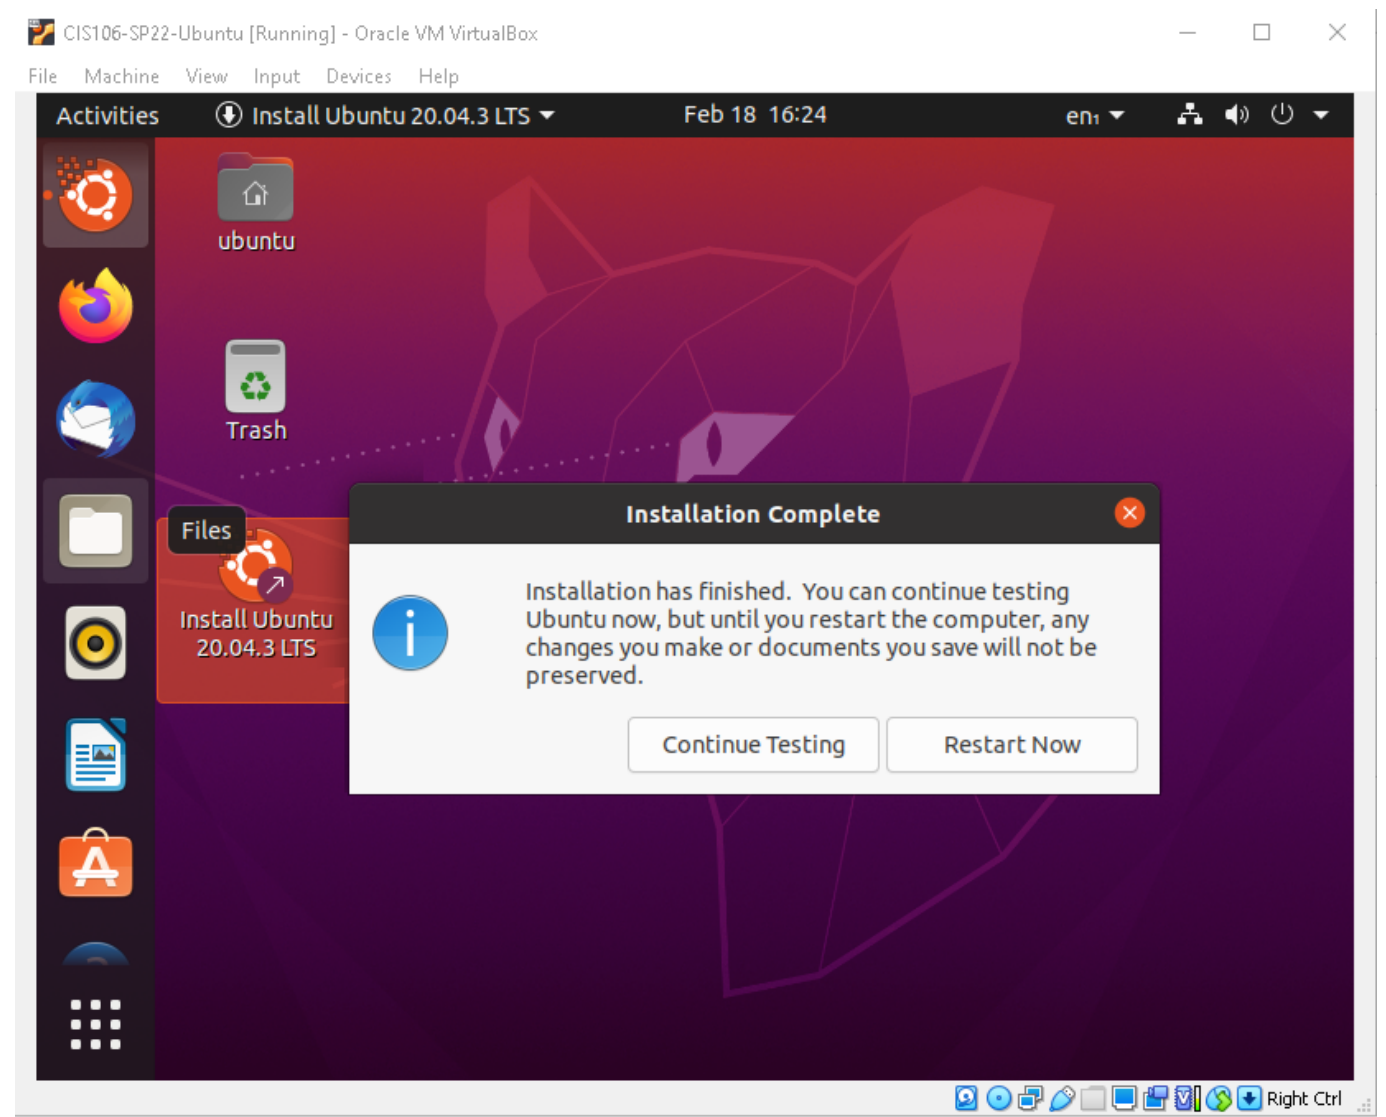 CIS106-SP22-Ubuntu [Running] - Oracle VM VirtualBox
File Machine View Input Devices Help
Activities Install Ubuntu 20.04.3 LTS Feb 18 16:24 en₁
ubuntu
Trash
Files
Install Ubuntu
20.04.3 LTS
Installation Complete
Installation has finished. You can continue testing
Ubuntu now, but until you restart the computer, any
changes you make or documents you save will not be
preserved.
Continue Testing Restart Now
Right Ctrl